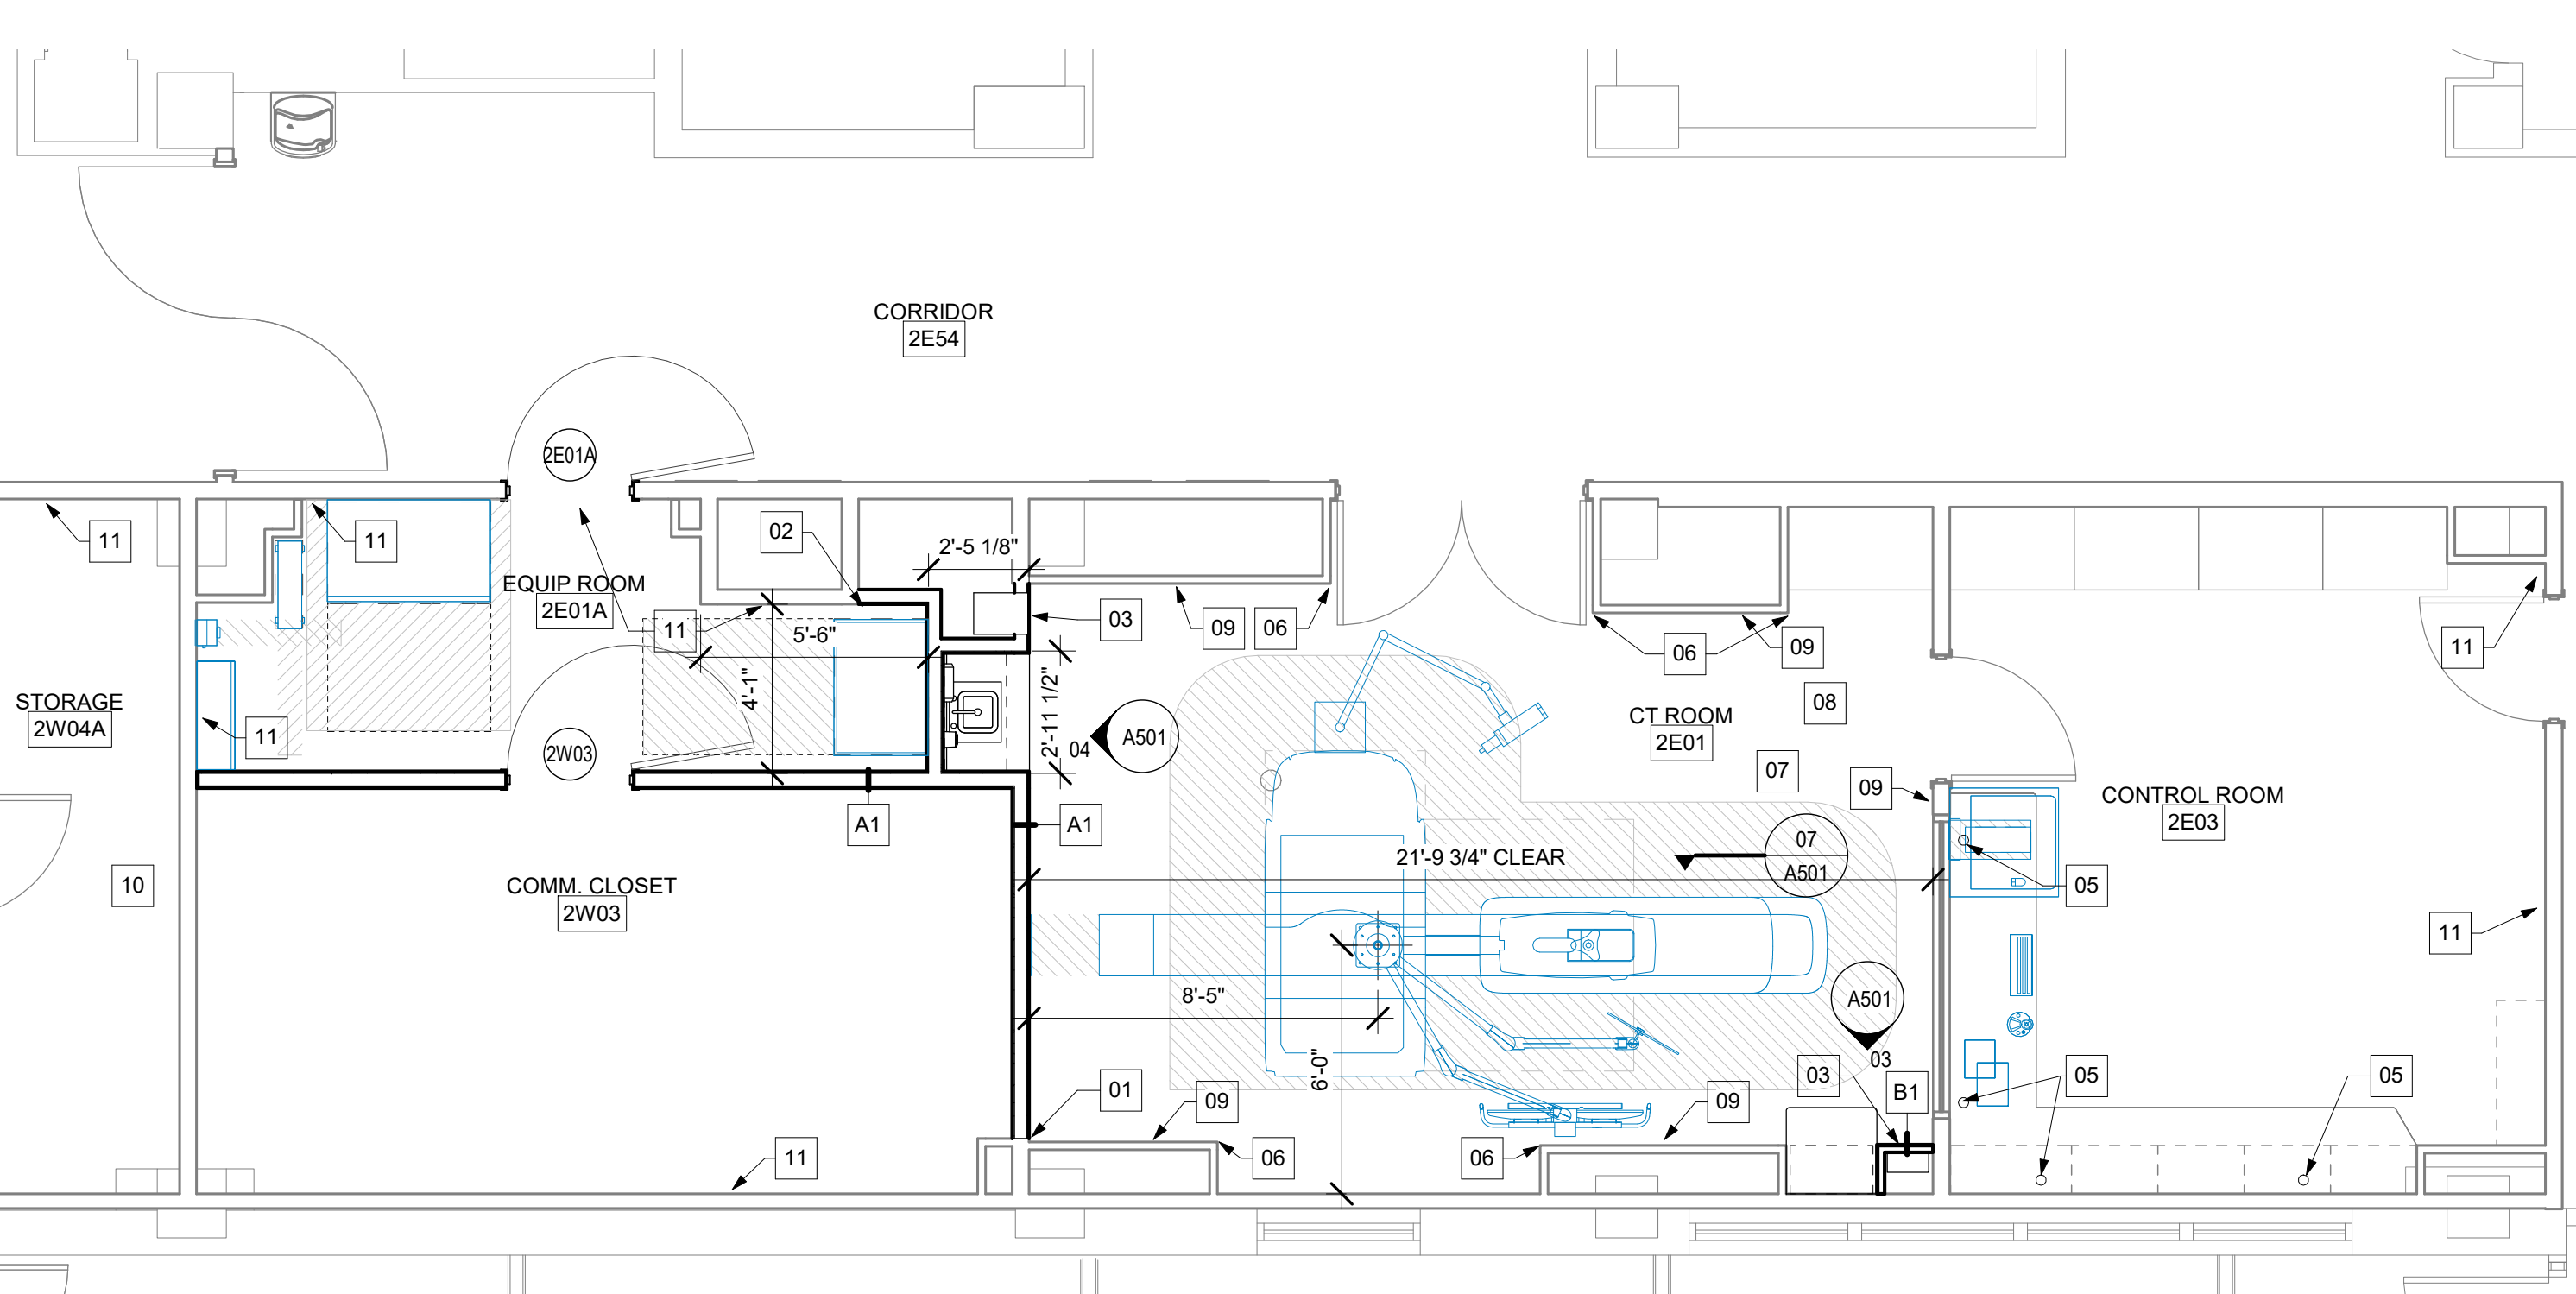 CORRIDOR
2E54
2E01A
11
11
02
2'-5 1/8"
EQUIP ROOM
2E01A
11
5'-6"
03
09
06
06
09
11
STORAGE
2W04A
11
2W03
4'-1"
2'-11 1/2"
04
A501
CT ROOM
2E01
08
07
09
CONTROL ROOM
2E03
A1
A1
07
A501
21'-9 3/4" CLEAR
10
COMM. CLOSET
2W03
05
11
8'-5"
A501
03
6'-0"
01
09
09
03
B1
05
05
11
06
06